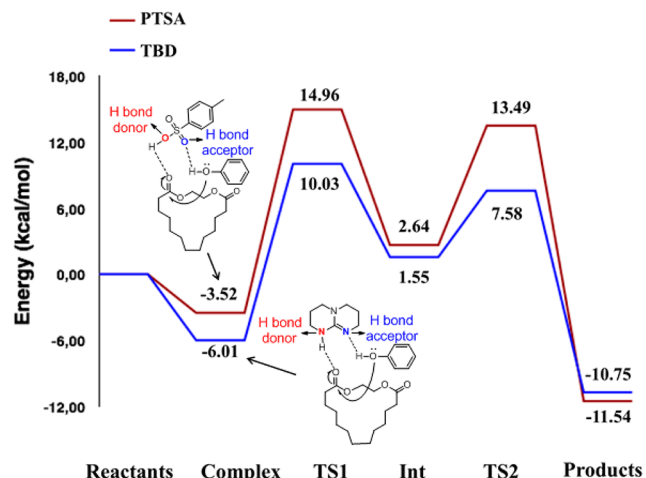 PTSA
TBD
Energy (kcal/mol)
18,00
12,00
6,00
0,00
-6,00
-12,00
H bond
donor
O
O
S
O
O
H
H bond
acceptor
H
Ö
O
O
O
O
-3.52
-6.01
14.96
10.03
2.64
1.55
13.49
7.58
-10.75
-11.54
H bond
donor
N
N
N
H
H bond
acceptor
H
Ö
O
O
O
O
Reactants Complex TS1 Int TS2 Products